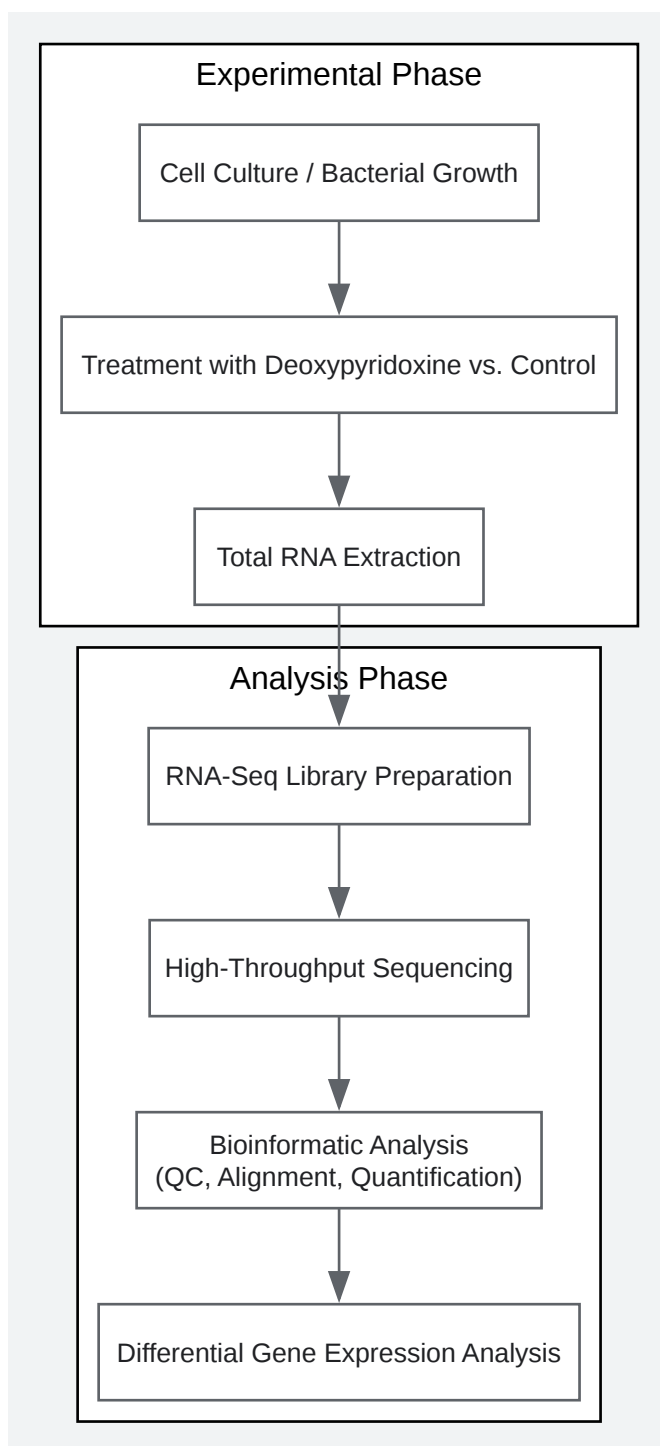 Experimental Phase
Cell Culture / Bacterial Growth
Treatment with Deoxypyridoxine vs. Control
Total RNA Extraction
Analysis Phase
RNA-Seq Library Preparation
High-Throughput Sequencing
Bioinformatic Analysis
(QC, Alignment, Quantification)
Differential Gene Expression Analysis